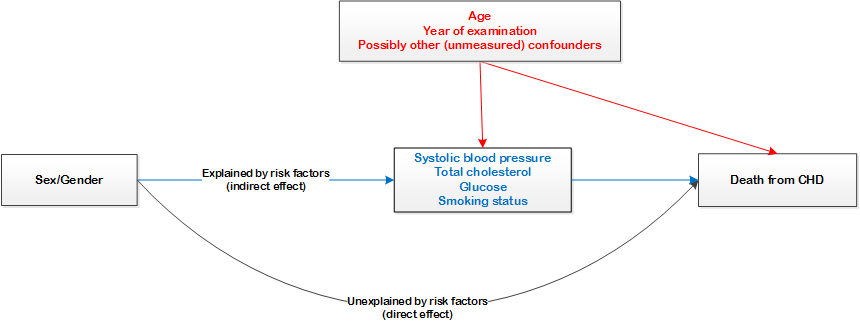 Age
Year of examination
Possibly other (unmeasured) confounders
Systolic blood pressure
Total cholesterol
Glucose
Smoking status
Sex/Gender
Explained by risk factors
(indirect effect)
Death from CHD
Unexplained by risk factors
(direct effect)